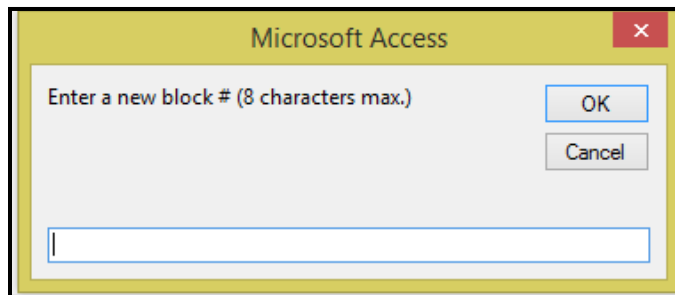 Microsoft Access
Enter a new block # (8 characters max.)
OK
Cancel